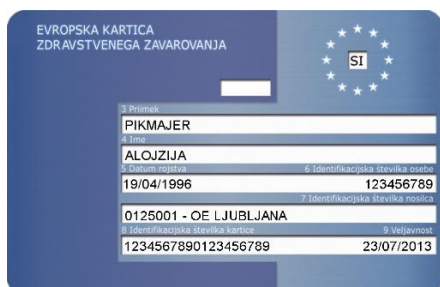 EVROPSKA KARTICA
ZDRAVSTVENEGA ZAVAROVANJA
SI
3 Priimek
PIKMAJER
4 Ime
ALOJZIJA
5 Datum rojstva 6 Identifikacijska številka osebe
19/04/1996 123456789
7 Identifikacijska številka nosilca
0125001 - OE LJUBLJANA
8 Identifikacijska številka kartice 9 Veljavnost
1234567890123456789 23/07/2013